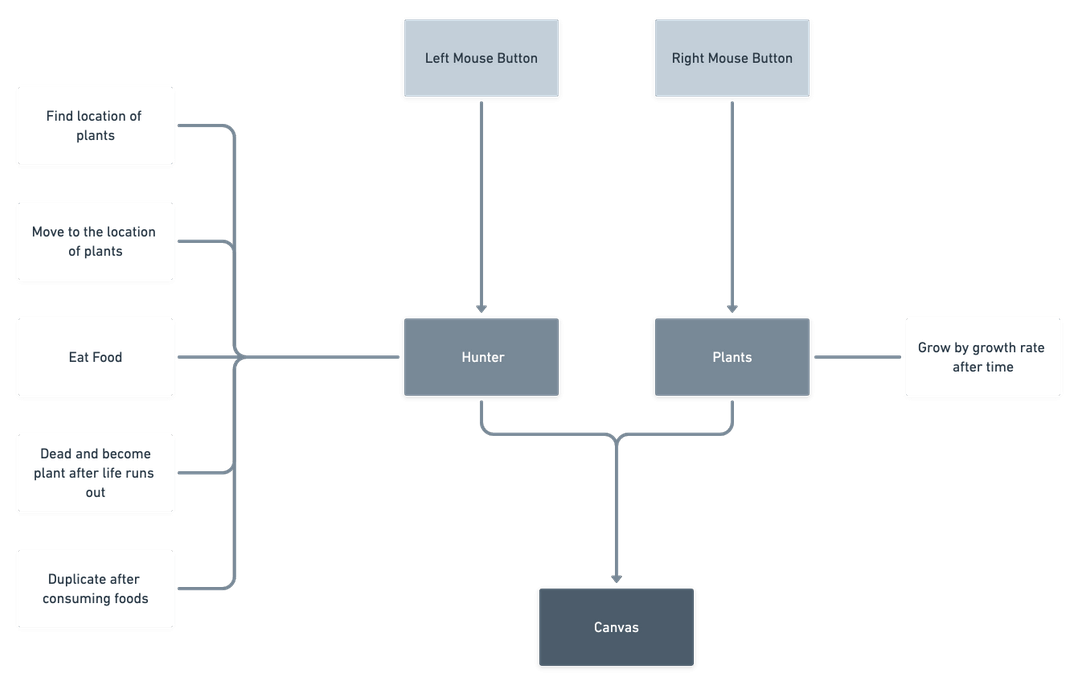 Left Mouse Button
Right Mouse Button
Find location of
plants
Move to the location
of plants
Eat Food
Hunter
Plants
Grow by growth rate
after time
Dead and become
plant after life runs
out
Duplicate after
consuming foods
Canvas